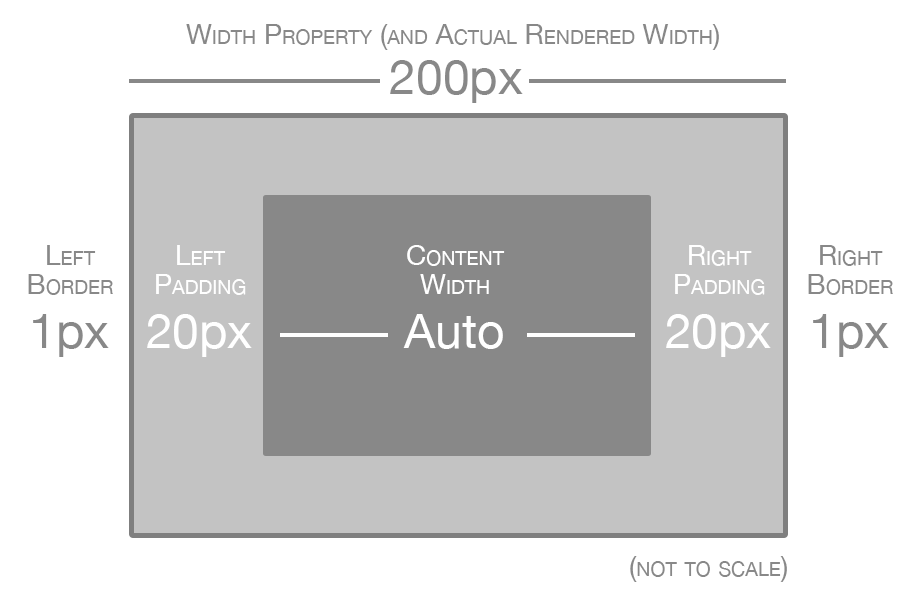 Width Property (and Actual Rendered Width)
200px
Left
Border
1px
Left
Padding
20px
Content
Width
Auto
Right
Padding
20px
Right
Border
1px
(not to scale)